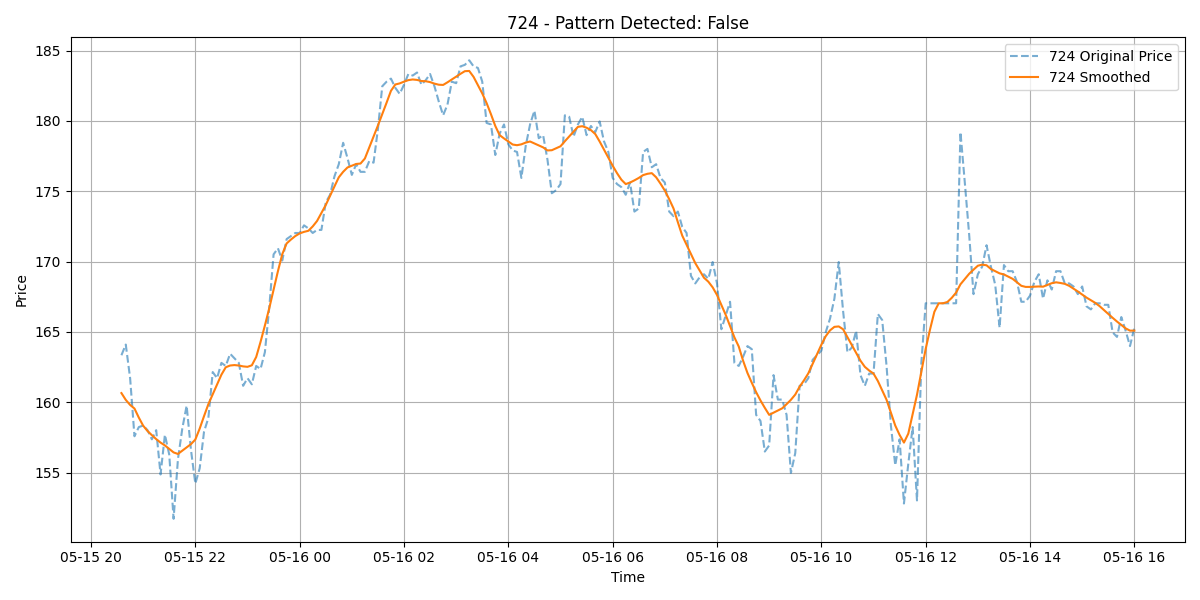 724 - Pattern Detected: False
724 Original Price
724 Smoothed
Price
185
180
175
170
165
160
155
05-15 20 05-15 22 05-16 00 05-16 02 05-16 04 05-16 06 05-16 08 05-16 10 05-16 12 05-16 14 05-16 16
Time